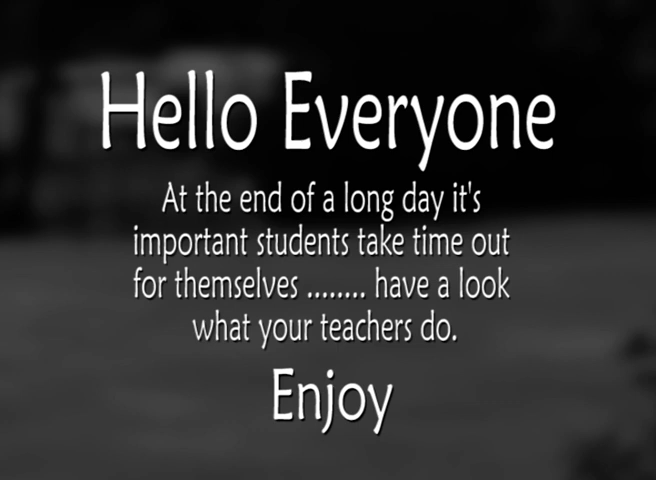 Hello Everyone
At the end of a long day it's
important students take time out
for themselves ........ have a look
what your teachers do.
Enjoy